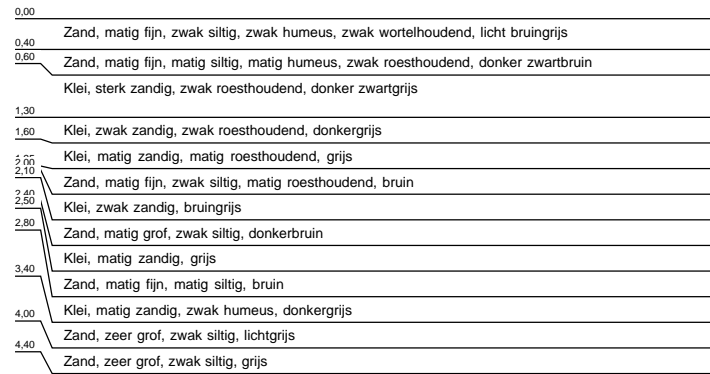 0,00
Zand, matig fijn, zwak siltig, zwak humeus, zwak wortelhoudend, licht bruingrijs
0,40
0,60
Zand, matig fijn, matig siltig, matig humeus, zwak roesthoudend, donker zwartbruin
Klei, sterk zandig, zwak roesthoudend, donker zwartgrijs
1,30
Klei, zwak zandig, zwak roesthoudend, donkergrijs
1,60
Klei, matig zandig, matig roesthoudend, grijs
2,00
2,10
Zand, matig fijn, zwak siltig, matig roesthoudend, bruin
2,40
Klei, zwak zandig, bruingrijs
2,50
2,80
Zand, matig grof, zwak siltig, donkerbruin
Klei, matig zandig, grijs
3,40
Zand, matig fijn, matig siltig, bruin
Klei, matig zandig, zwak humeus, donkergrijs
4,00
Zand, zeer grof, zwak siltig, lichtgrijs
4,40
Zand, zeer grof, zwak siltig, grijs